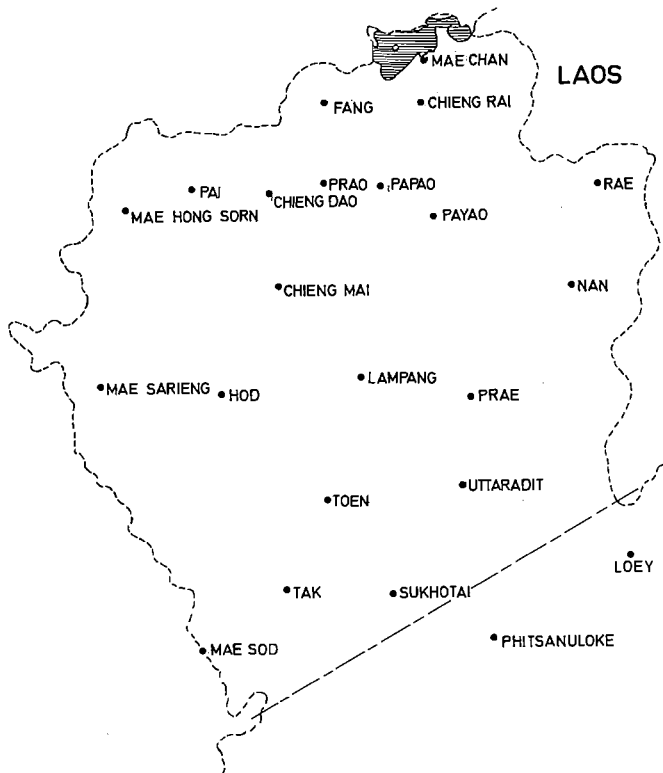 MAE CHAN
LAOS
FANG
CHIENG RAI
PAI
PRAO
PAPAO
RAE
CHIENG DAO
MAE HONG SORN
PAYAO
CHIENG MAI
NAN
LAMPANG
MAE SARIENG
HOD
PRAE
UTTARADIT
TOEN
LOEY
TAK
SUKHOTAI
PHITSANULOKE
MAE SOD